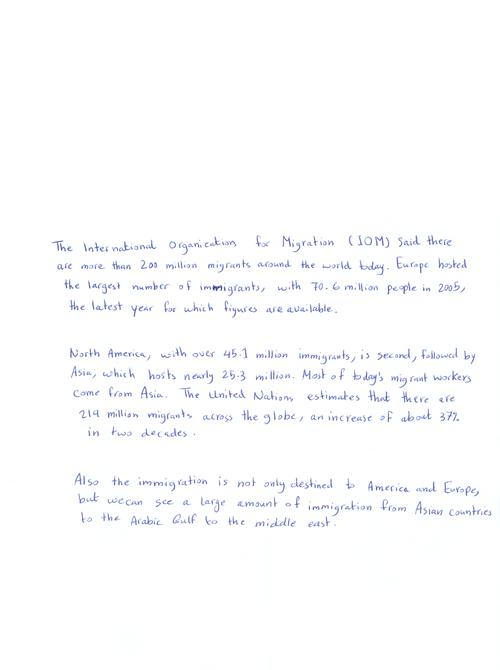 The International Organization for Migration (IOM) said there
are more than 200 million migrants around the world today. Europe hosted
the largest number of immigrants, with 70.6 million people in 2005,
the latest year for which figures are available.
North America, with over 45.1 million immigrants, is second, followed by
Asia, which hosts nearly 25.3 million. Most of today's migrant workers
come from Asia. The United Nations estimates that there are
214 million migrants across the globe, an increase of about 37%
in two decades.
Also the immigration is not only destined to America and Europe,
but we can see a large amount of immigration from Asian countries
to the Arabic Gulf to the middle east.